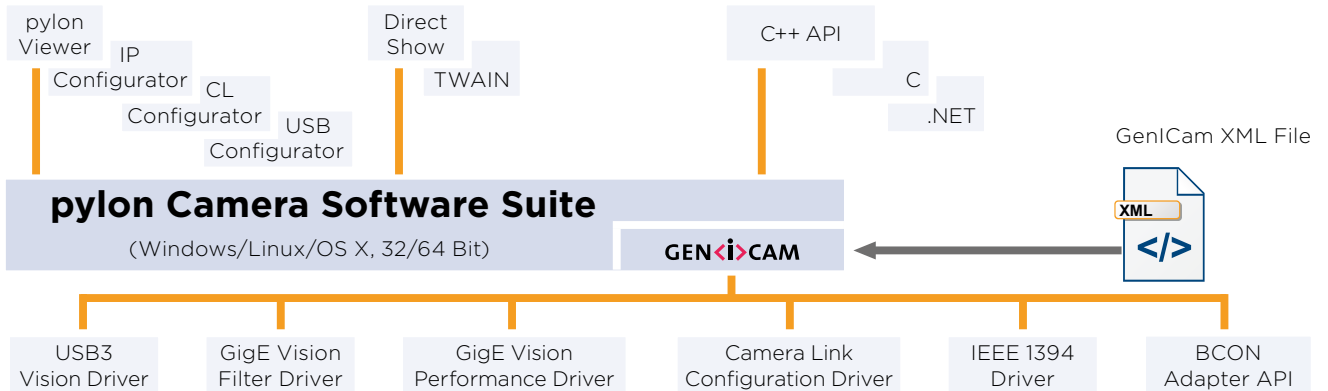 pylon
Viewer
IP
Configurator
CL
Configurator
USB
Configurator
Direct
Show
TWAIN
C++ API
C
.NET
GenICam XML File
XML
</>
pylon Camera Software Suite
(Windows/Linux/OS X, 32/64 Bit)
GEN<i>CAM
USB3
Vision Driver
GigE Vision
Filter Driver
GigE Vision
Performance Driver
Camera Link
Configuration Driver
IEEE 1394
Driver
BCON
Adapter API